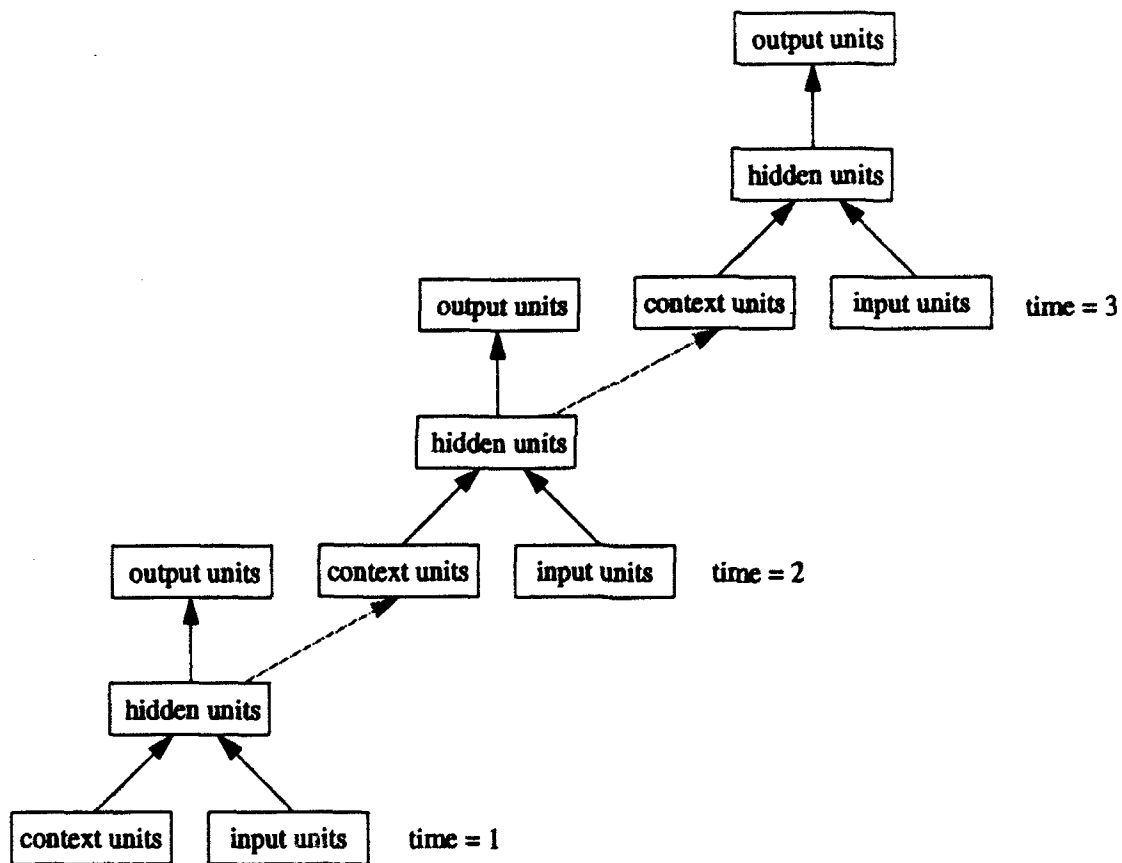 output units
hidden units
output units
context units
input units
time = 3
hidden units
output units
context units
input units
time = 2
hidden units
context units
input units
time = 1